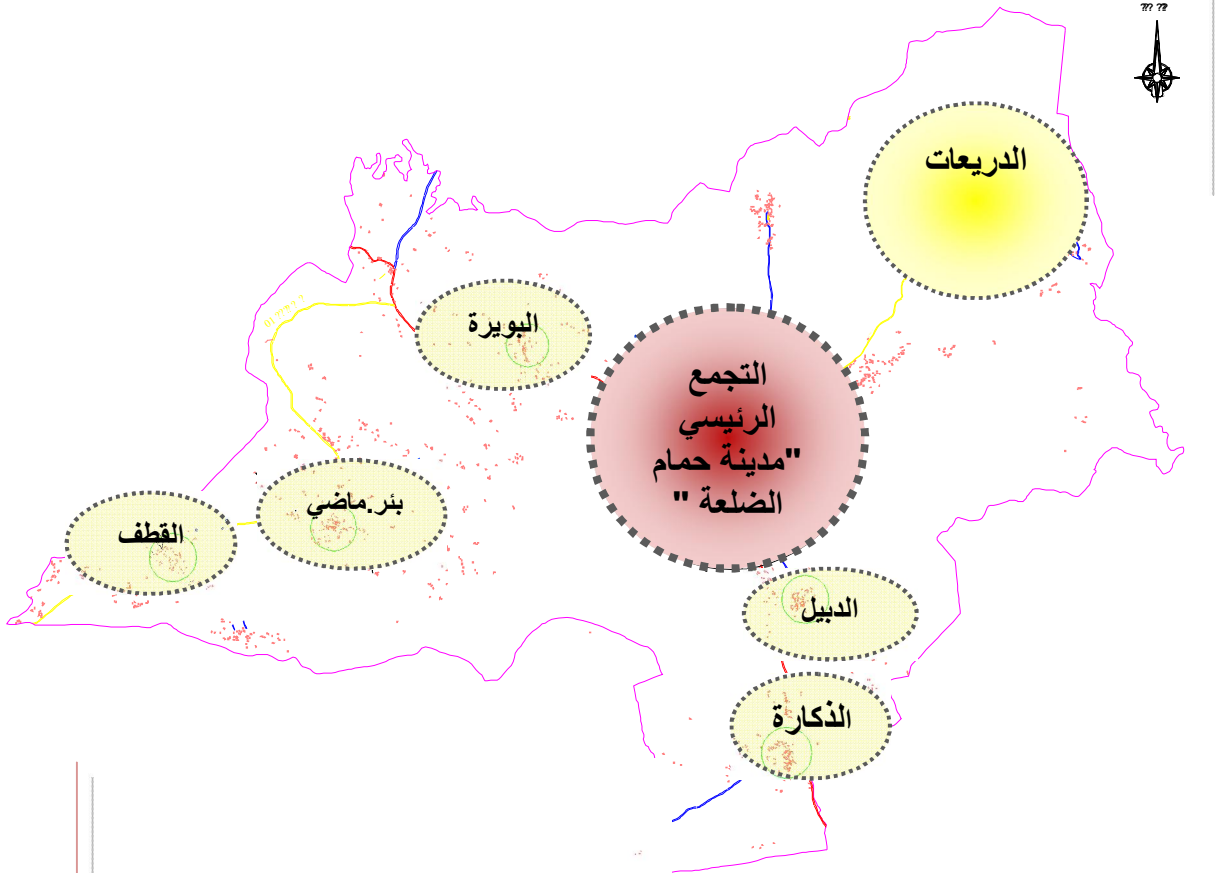 الدريعات
البويرة
التجمع
الرئيسي
"مدينة حمام
الضلعة "
بئر.ماضي
القطف
الدبيل
الذكارة
??? ??